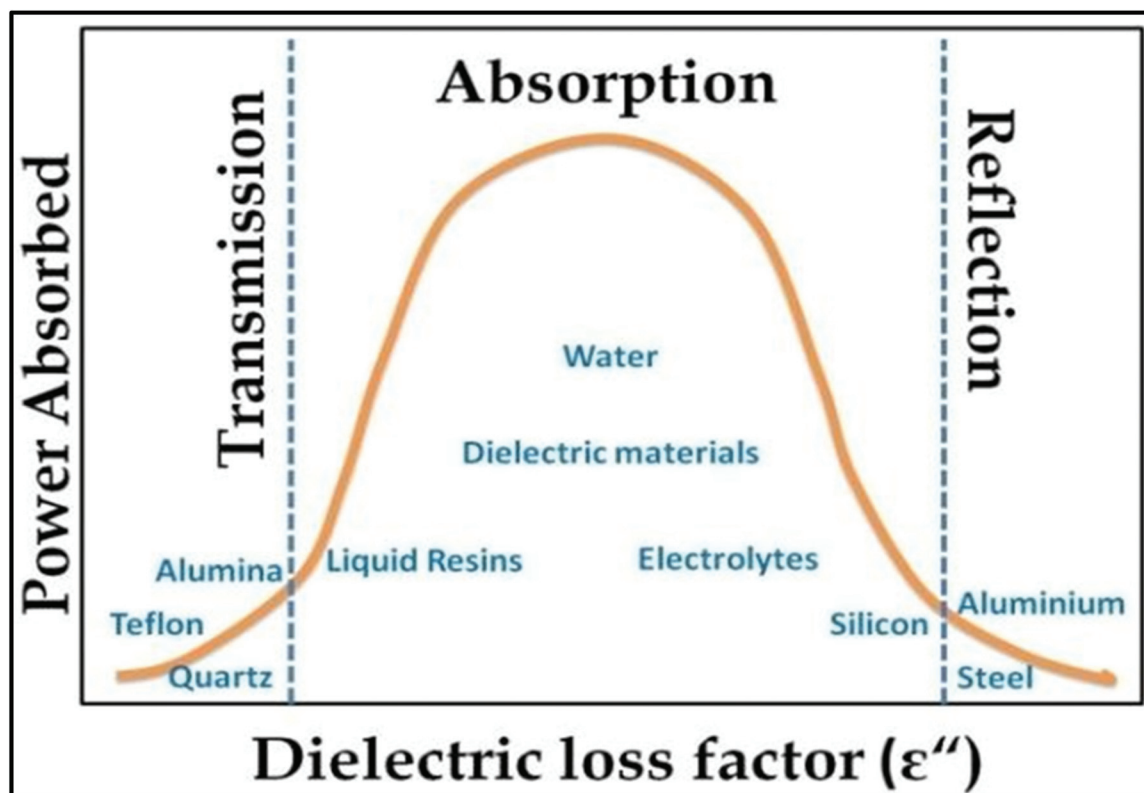 Absorption
Transmission
Reflection
Power Absorbed
Water
Dielectric materials
Liquid Resins
Electrolytes
Alumina
Teflon
Quartz
Silicon
Aluminium
Steel
Dielectric loss factor (ε“)